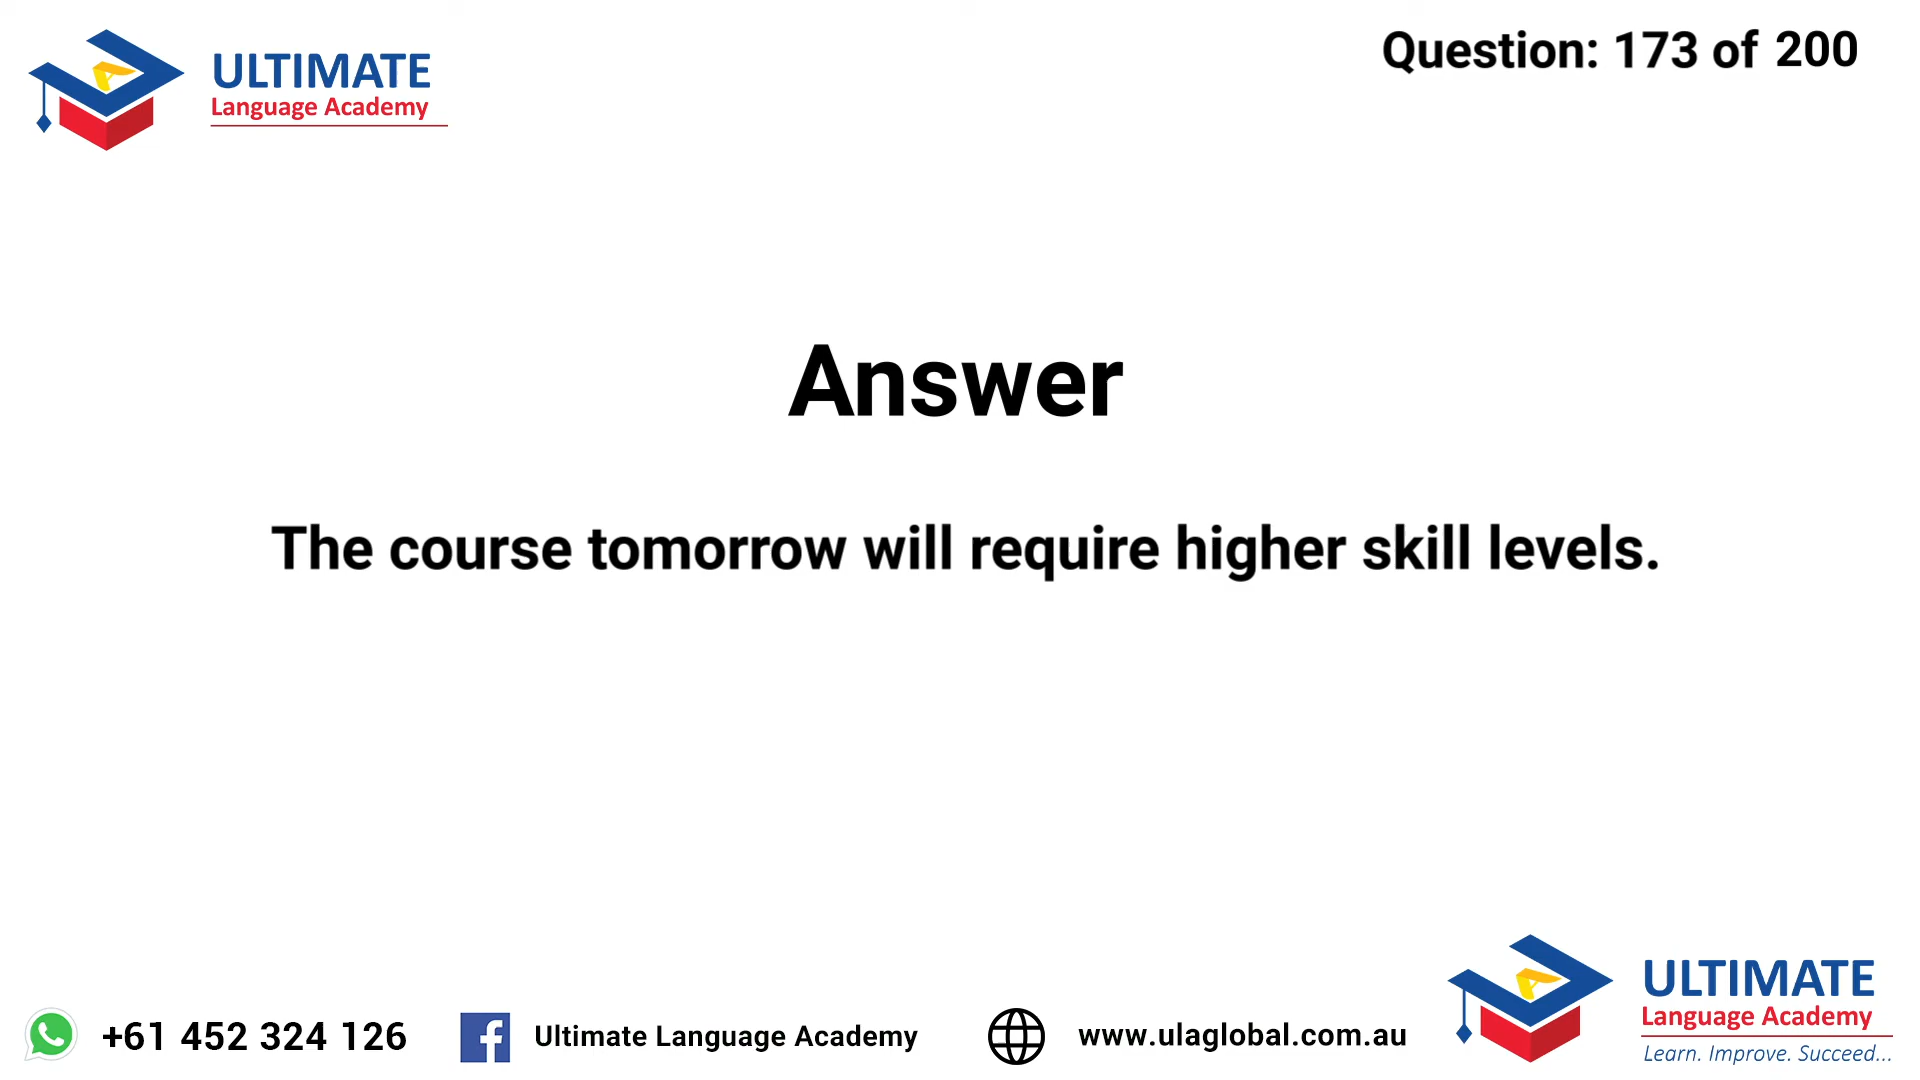 ULTIMATE
Language Academy
Question: 173 of 200
Answer
The course tomorrow will require higher skill levels.
+61 452 324 126
Ultimate Language Academy
www.ulaglobal.com.au
ULTIMATE
Language Academy
Learn. Improve. Succeed...